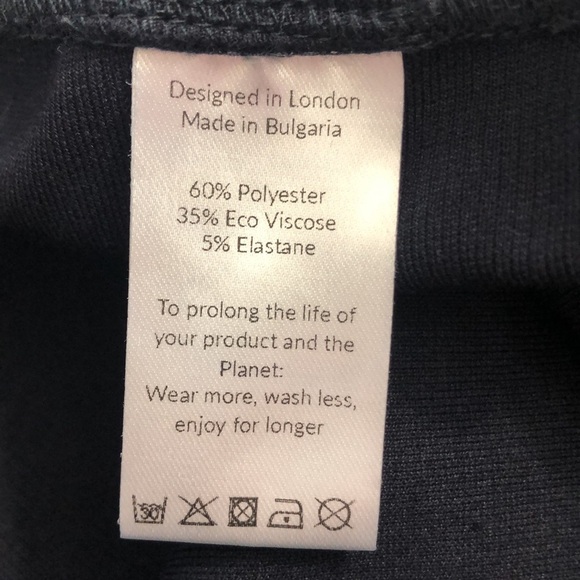 Designed in London
Made in Bulgaria
60% Polyester
35% Eco Viscose
5% Elastane
To prolong the life of
your product and the
Planet:
Wear more, wash less,
enjoy for longer
30°